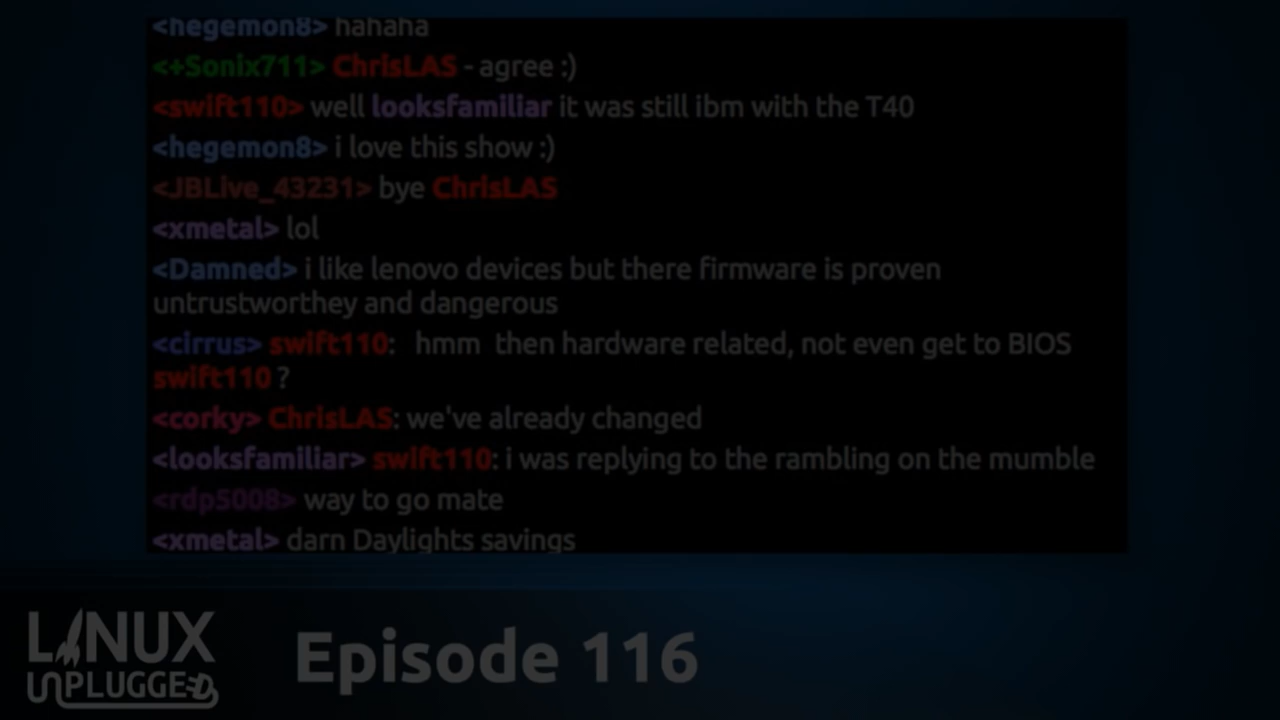 <hegemon8> hahaha
<+Sonix711> ChrisLAS - agree :)
<swift110> well looksfamiliar it was still ibm with the T40
<hegemon8> i love this show :)
<JBLive_43231> bye ChrisLAS
<xmetal> lol
<Damned> i like lenovo devices but there firmware is proven
untrustworthey and dangerous
<cirrus> swift110:   hmm  then hardware related, not even get to BIOS
swift110 ?
<corky> ChrisLAS: we've already changed
<looksfamiliar> swift110: i was replying to the rambling on the mumble
<rdp5008> way to go mate
<xmetal> darn Daylights savings
LINUX
UNPLUGGED
Episode 116